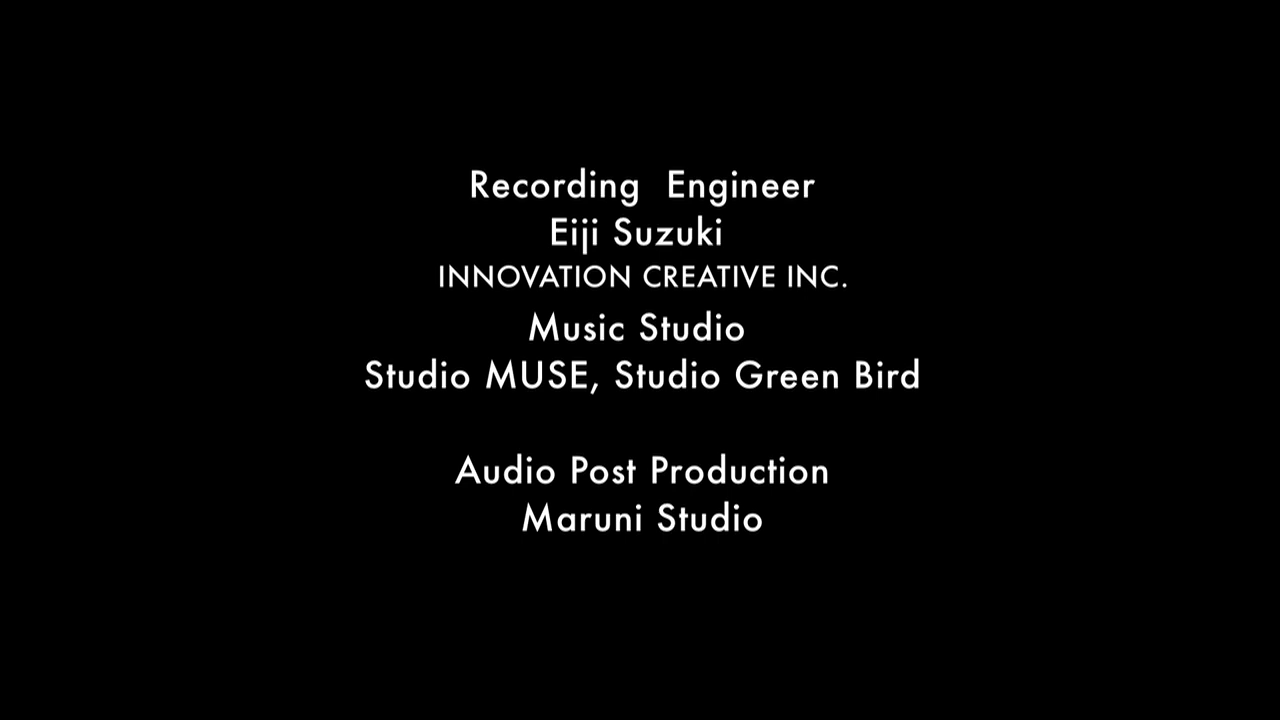 Recording  Engineer
Eiji Suzuki
INNOVATION CREATIVE INC.
Music Studio
Studio MUSE, Studio Green Bird
Audio Post Production
Maruni Studio